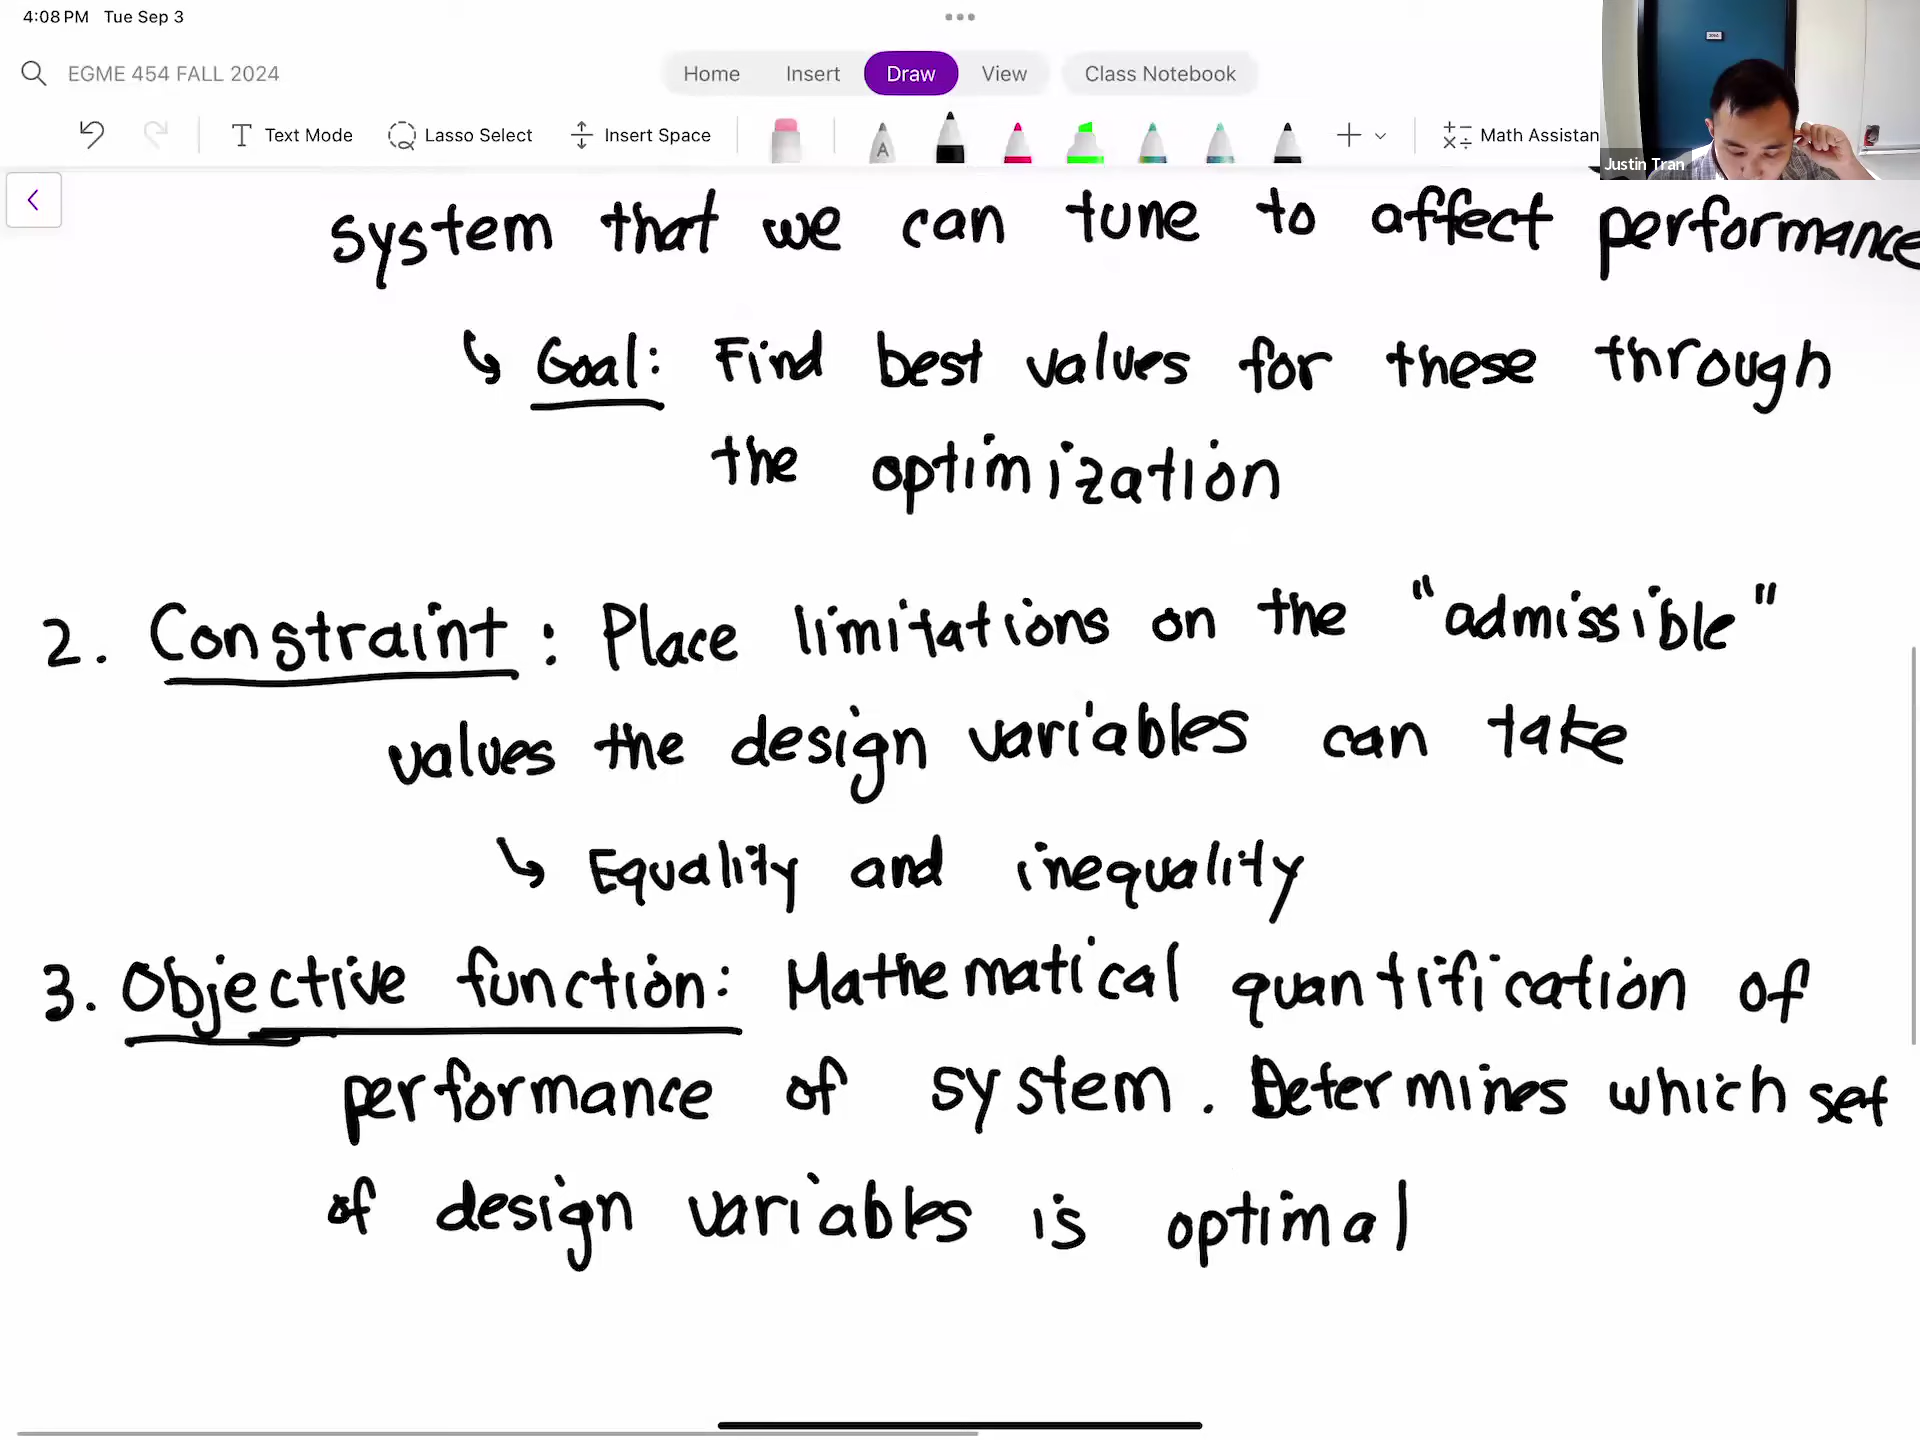 4:08 PM Tue Sep 3
EGME 454 FALL 2024
Home Insert Draw View Class Notebook
Text Mode Lasso Select Insert Space A Math Assistan
Justin Tran
system that we can tune to affect performance
↳ Goal: Find best values for these through
the optimization
2. Constraint: Place limitations on the "admissible"
values the design variables can take
↳ Equality and inequality
3. Objective function: Mathematical quantification of
performance of system. Determines which set
of design variables is optimal